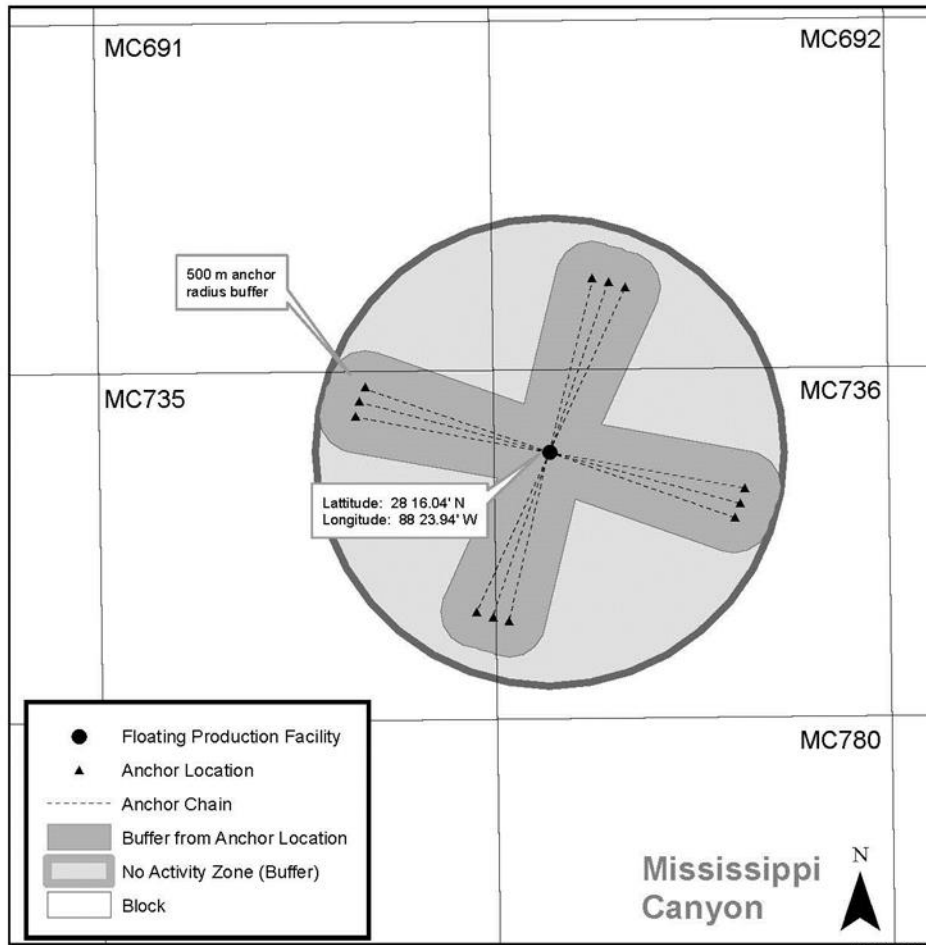 MC691
MC692
500 m anchor
radius buffer
MC735
MC736
Lattitude: 28 16.04' N
Longitude: 88 23.94' W
Floating Production Facility
Anchor Location
Anchor Chain
Buffer from Anchor Location
No Activity Zone (Buffer)
Block
MC780
Mississippi
Canyon
N